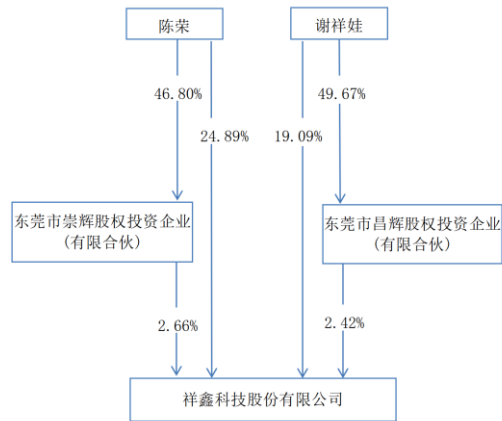 陈荣
谢祥娃
46.80%
49.67%
24.89%
19.09%
东莞市崇辉股权投资企业
(有限合伙)
东莞市昌辉股权投资企业
(有限合伙)
2.66%
2.42%
祥鑫科技股份有限公司